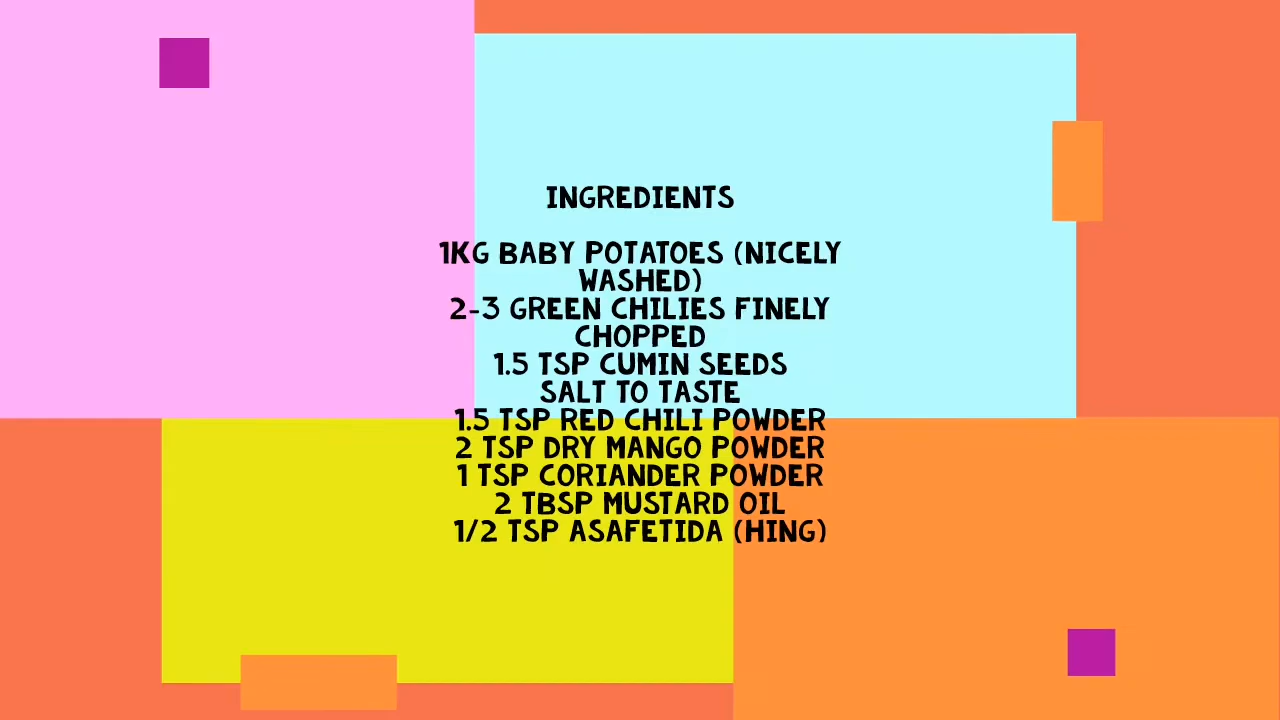 INGREDIENTS
1KG BABY POTATOES (NICELY
WASHED)
2-3 GREEN CHILIES FINELY
CHOPPED
1.5 TSP CUMIN SEEDS
SALT TO TASTE
1.5 TSP RED CHILI POWDER
2 TSP DRY MANGO POWDER
1 TSP CORIANDER POWDER
2 TBSP MUSTARD OIL
1/2 TSP ASAFETIDA (HING)